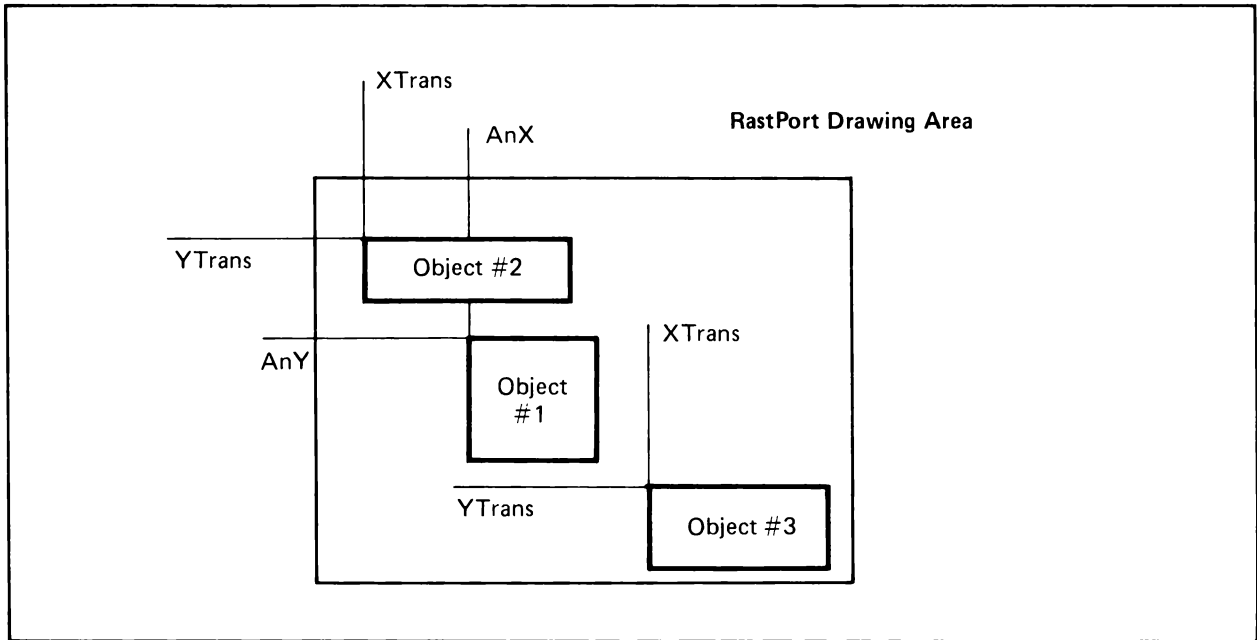 XTrans
RastPort Drawing Area
AnX
YTrans
Object #2
XTrans
AnY
Object
#1
YTrans
Object #3